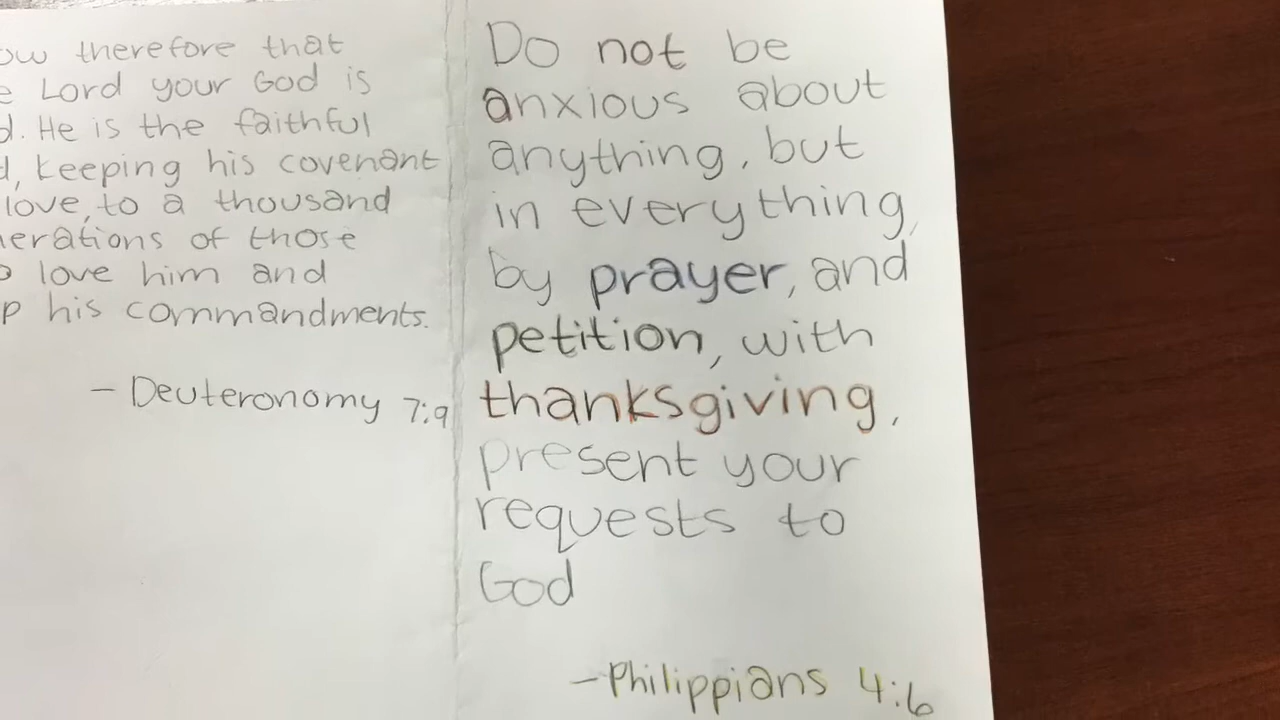 ow therefore that
e Lord your God is
d. He is the faithful
d, keeping his covenant
love, to a thousand
nerations of those
o love him and
p his commandments.
- Deuteronomy 7:9
Do not be
anxious about
anything, but
in everything,
by prayer, and
petition, with
thanksgiving,
present your
requests to
God
- Philippians 4:6